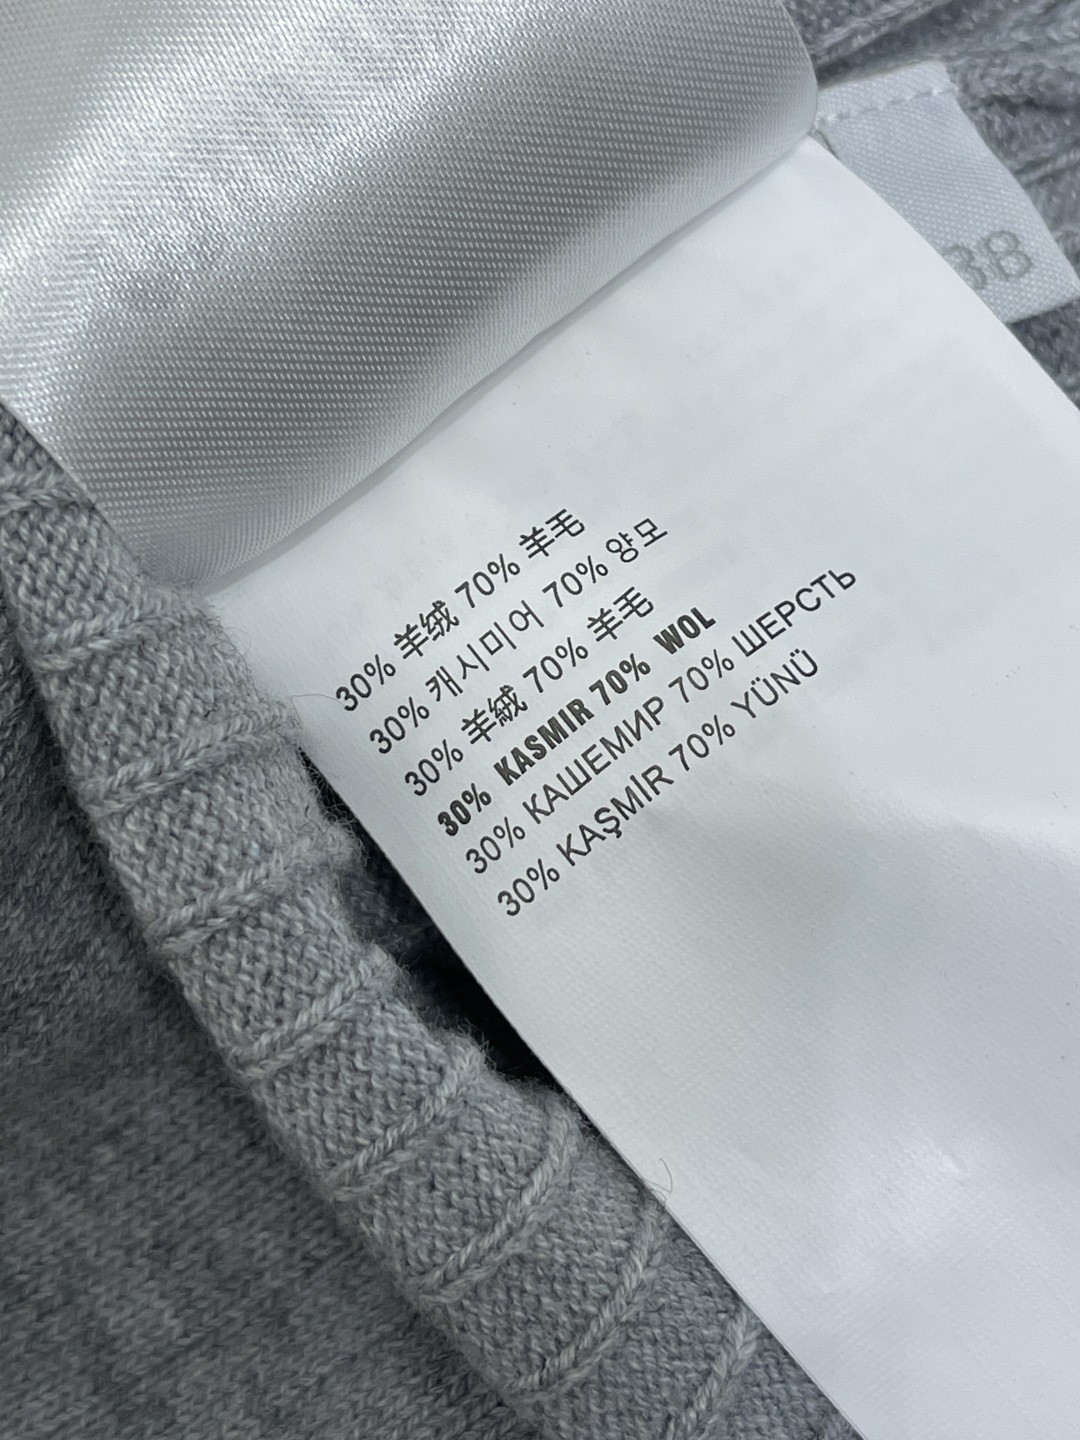 38
30% 羊绒 70% 羊毛
30% 캐시미어 70% 양모
30% 羊絨 70% 羊毛
30% KASMIR 70% WOL
30% КАШЕМИР 70% ШЕРСТЬ
30% KAŞMİR 70% YÜNÜ